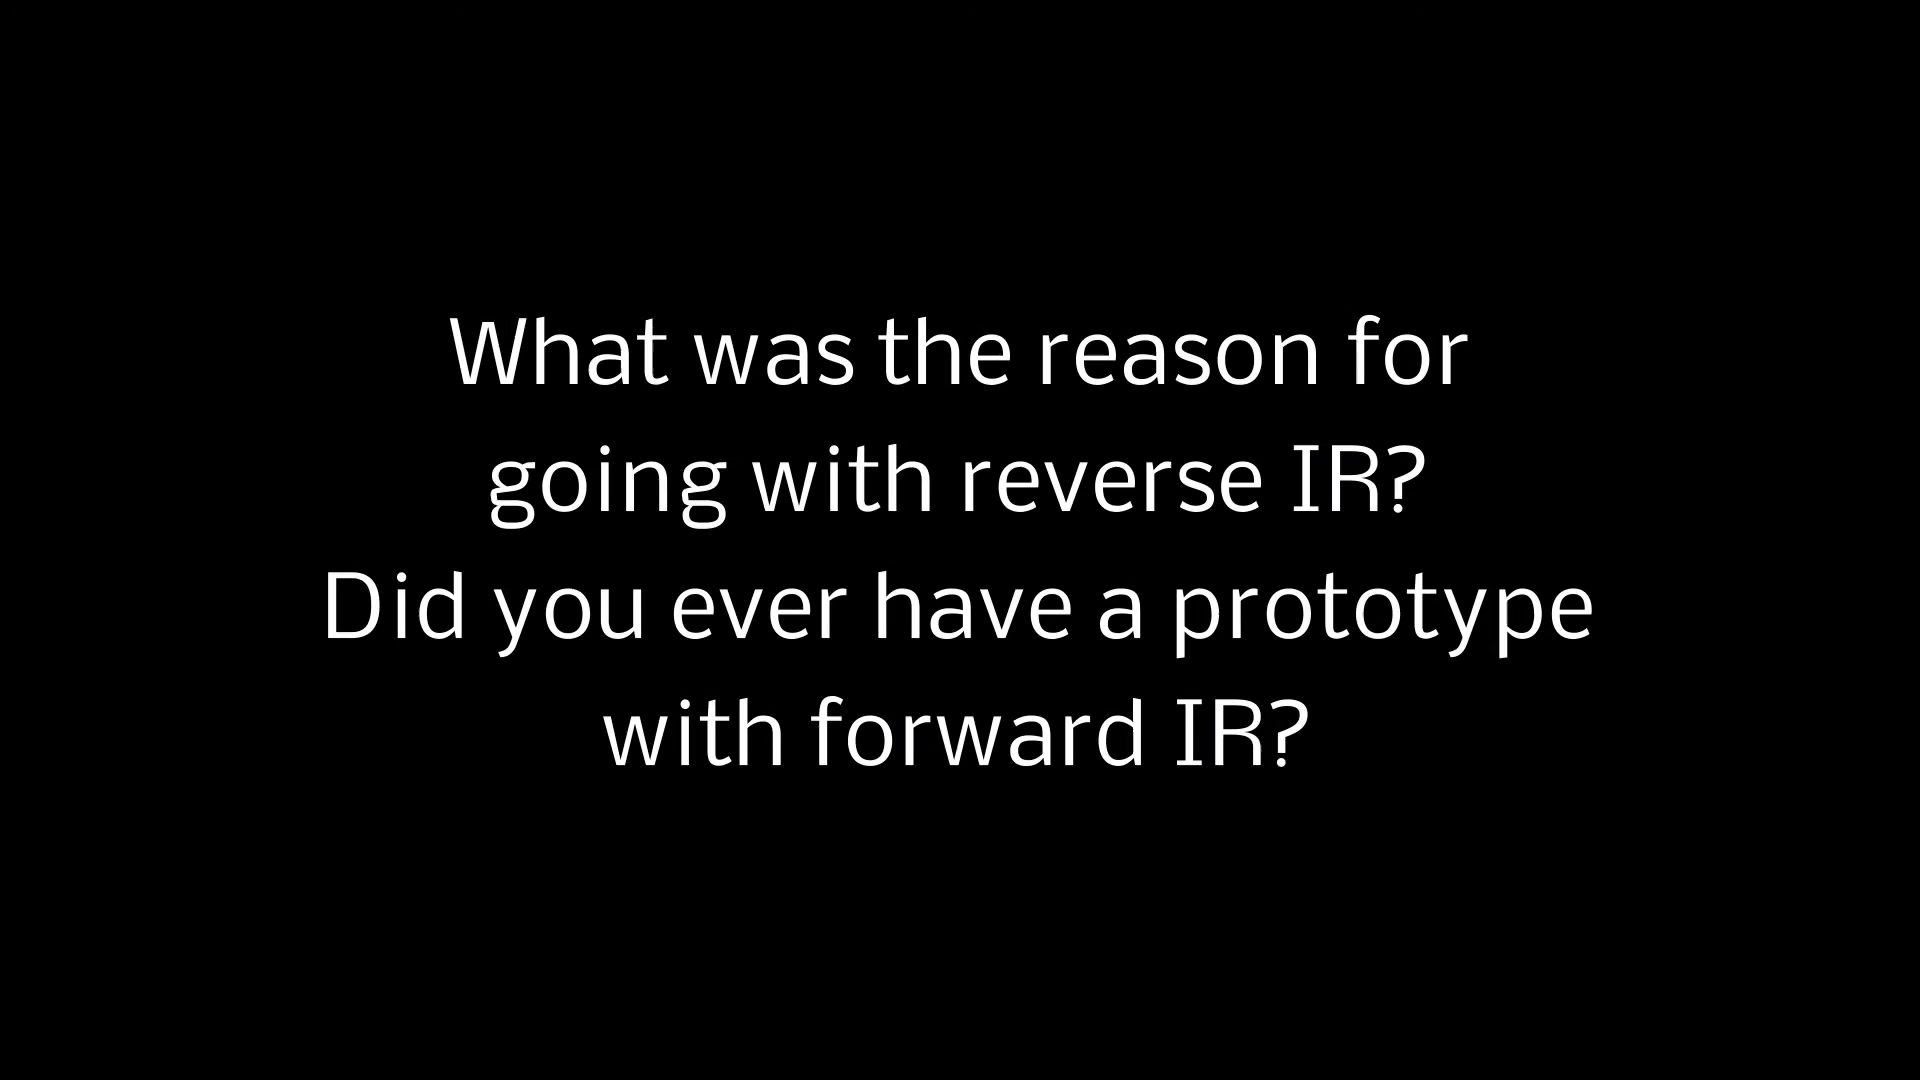 What was the reason for
going with reverse IR?
Did you ever have a prototype
with forward IR?